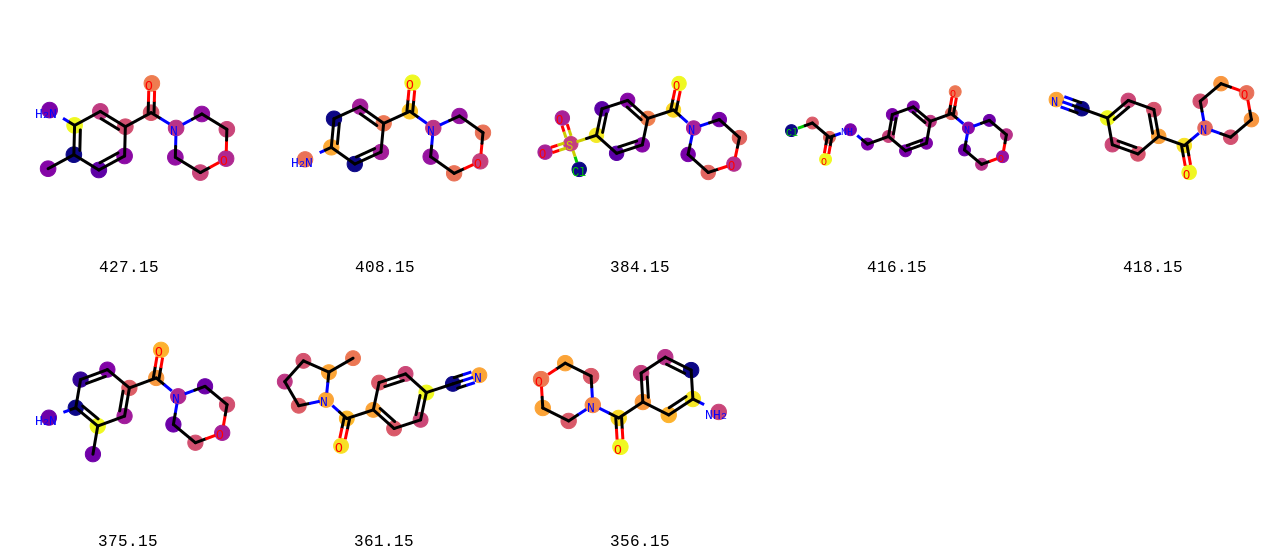 H₂N O N O
H₂N O N O
O S O Cl O N O
Cl O NH O N O
N O N O
427.15 408.15 384.15 416.15 418.15
H₂N O N O
N O N
O N O NH₂
375.15 361.15 356.15